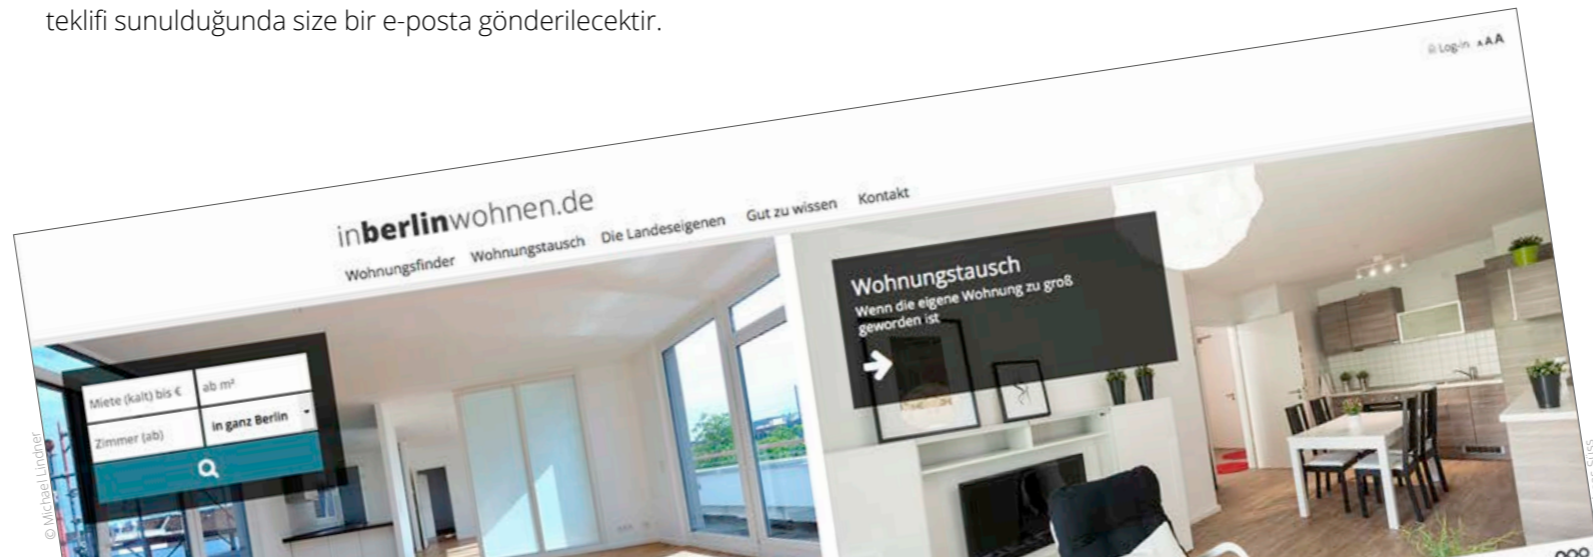 teklifi sunulduğunda size bir e-posta gönderilecektir.
Log-in AAA
inberlinwohnen.de
Wohnungsfinder Wohnungstausch Die Landeseigenen Gut zu wissen Kontakt
Miete (kalt) bis € ab m²
Zimmer (ab) in ganz Berlin
Wohnungstausch
Wenn die eigene Wohnung zu groß
geworden ist
© Michael Lindner